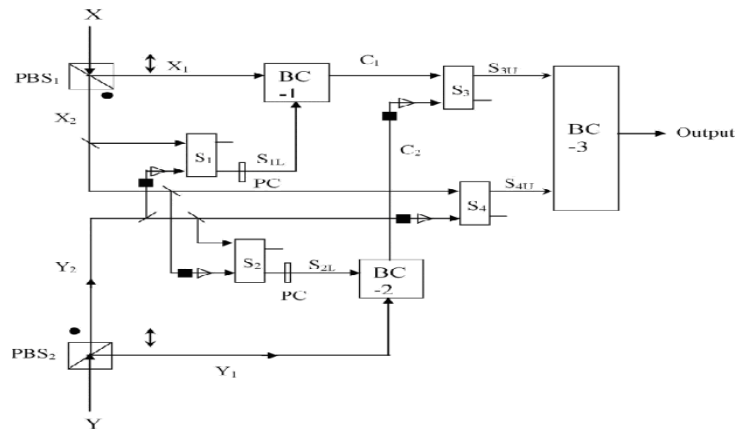 X
PBS₁
X₁
BC
-1
C₁
S₃
S₃U
X₂
S₁
S₁L
PC
C₂
BC
-3
Output
S₄
S₄U
Y₂
S₂
S₂L
PC
BC
-2
PBS₂
Y₁
Y